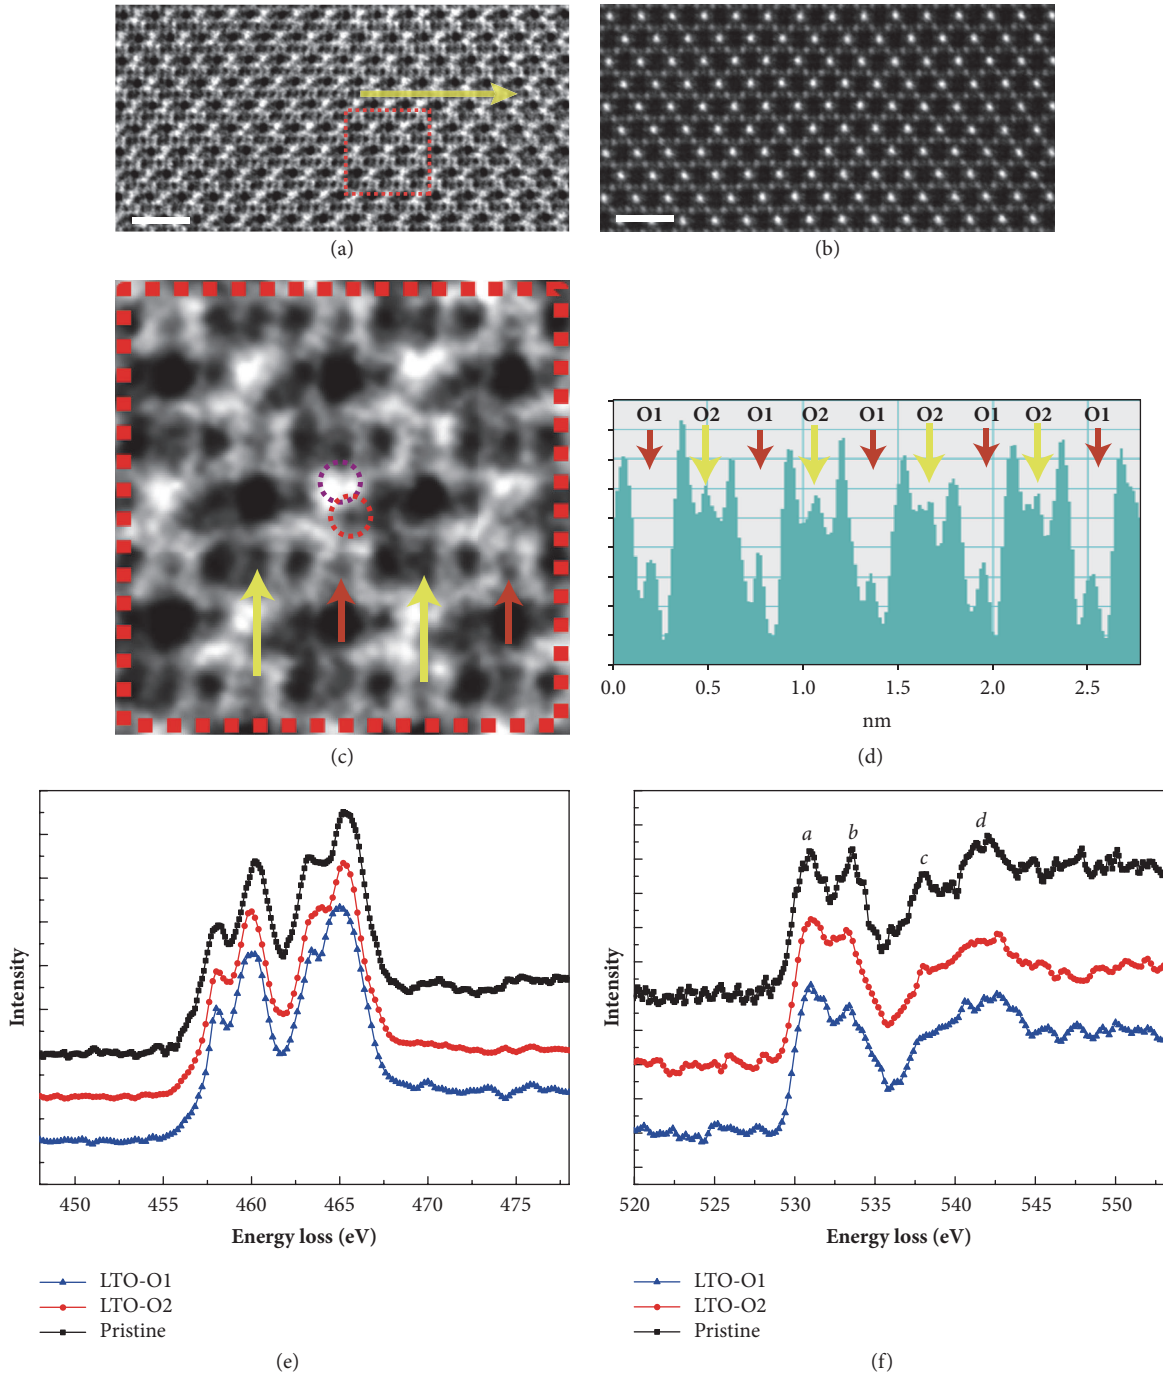 (a)
(b)
O1 O2 O1 O2 O1 O2 O1 O2 O1
0.0 0.5 1.0 1.5 2.0 2.5
nm
(c)
(d)
Intensity
450 455 460 465 470 475
Energy loss (eV)
LTO-O1
LTO-O2
Pristine
(e)
a b c d
Intensity
520 525 530 535 540 545 550
Energy loss (eV)
LTO-O1
LTO-O2
Pristine
(f)